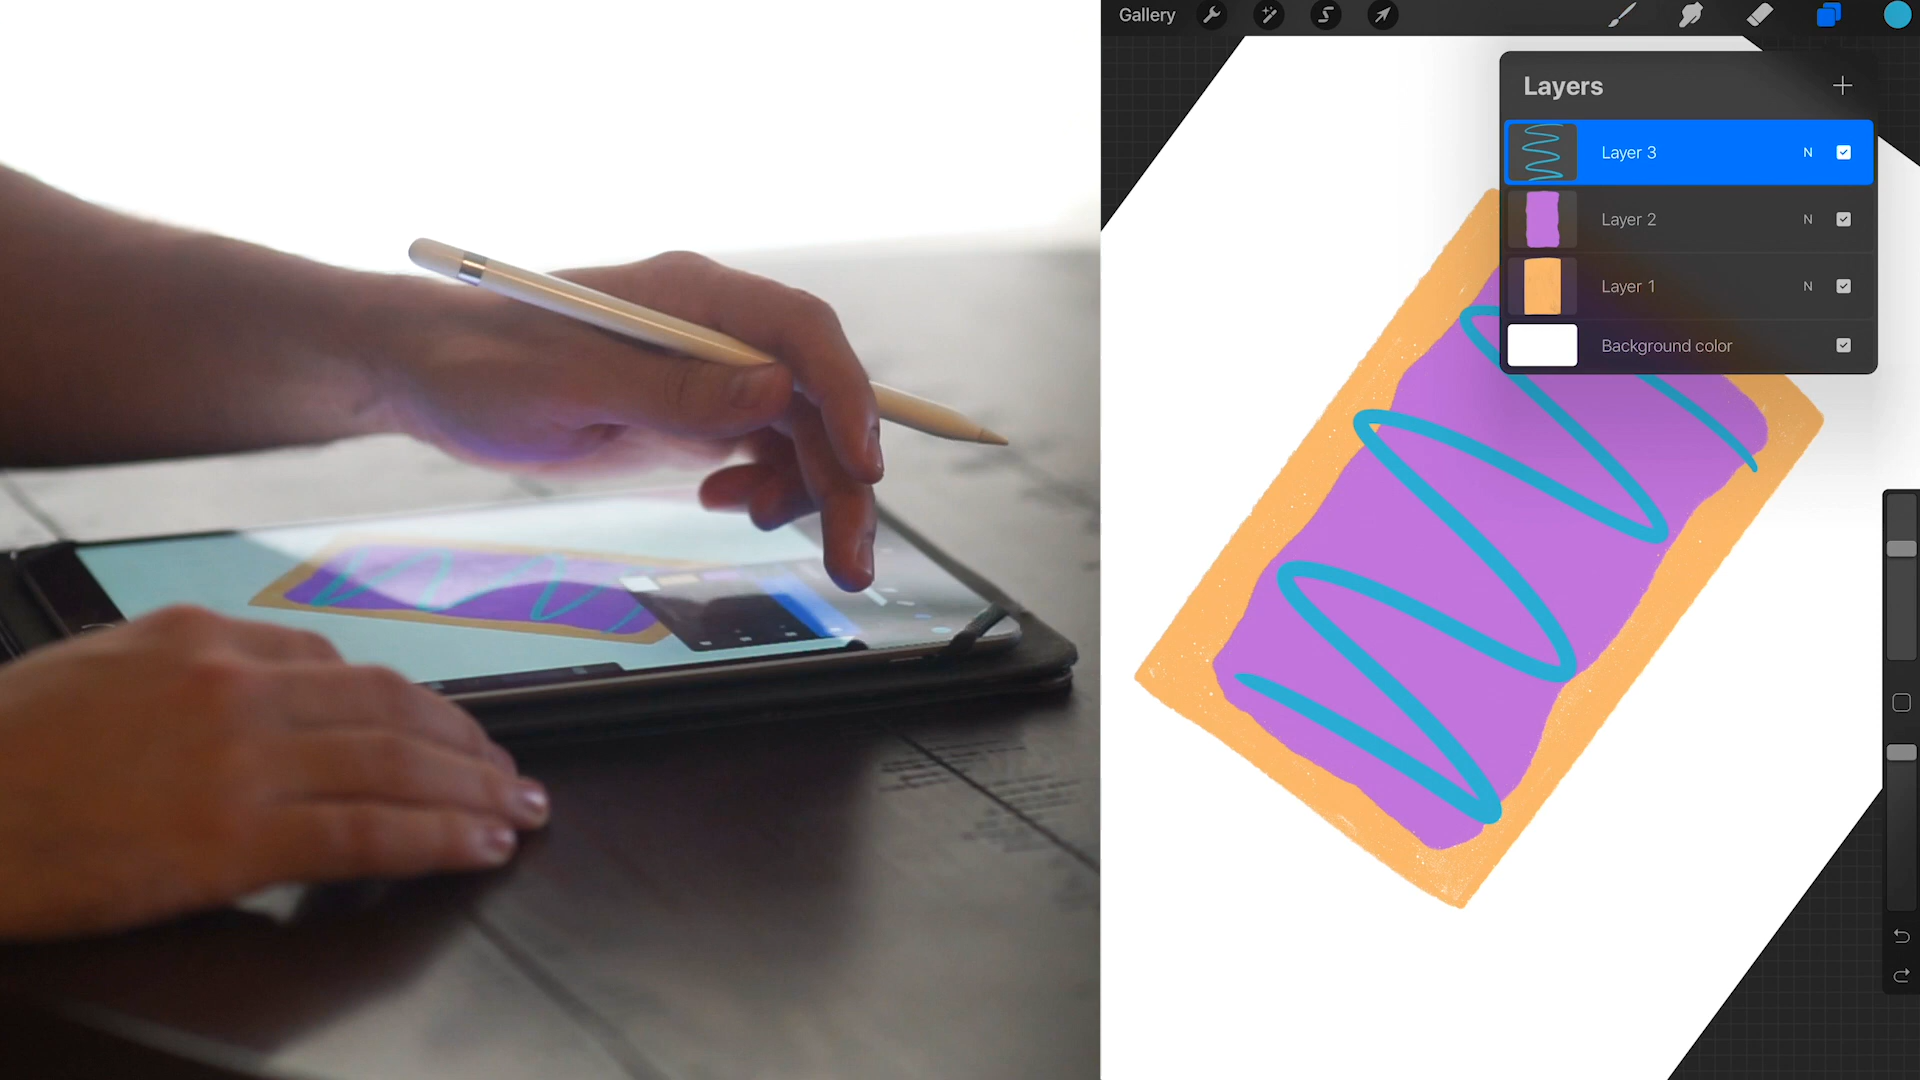 Gallery
Layers
Layer 3 N
Layer 2 N
Layer 1 N
Background color